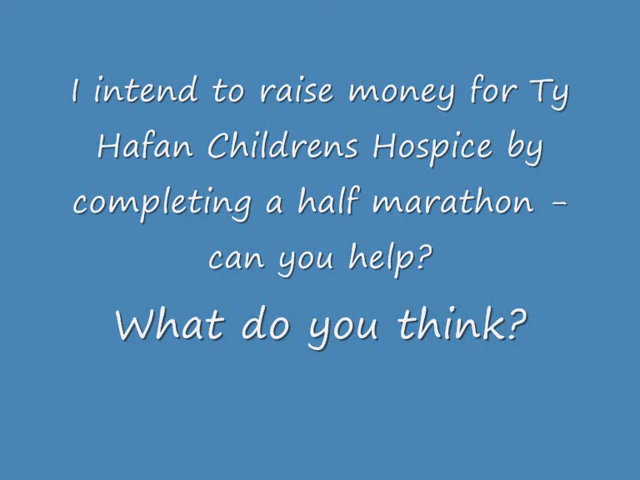 I intend to raise money for Ty
Hafan Childrens Hospice by
completing a half marathon -
can you help?
What do you think?